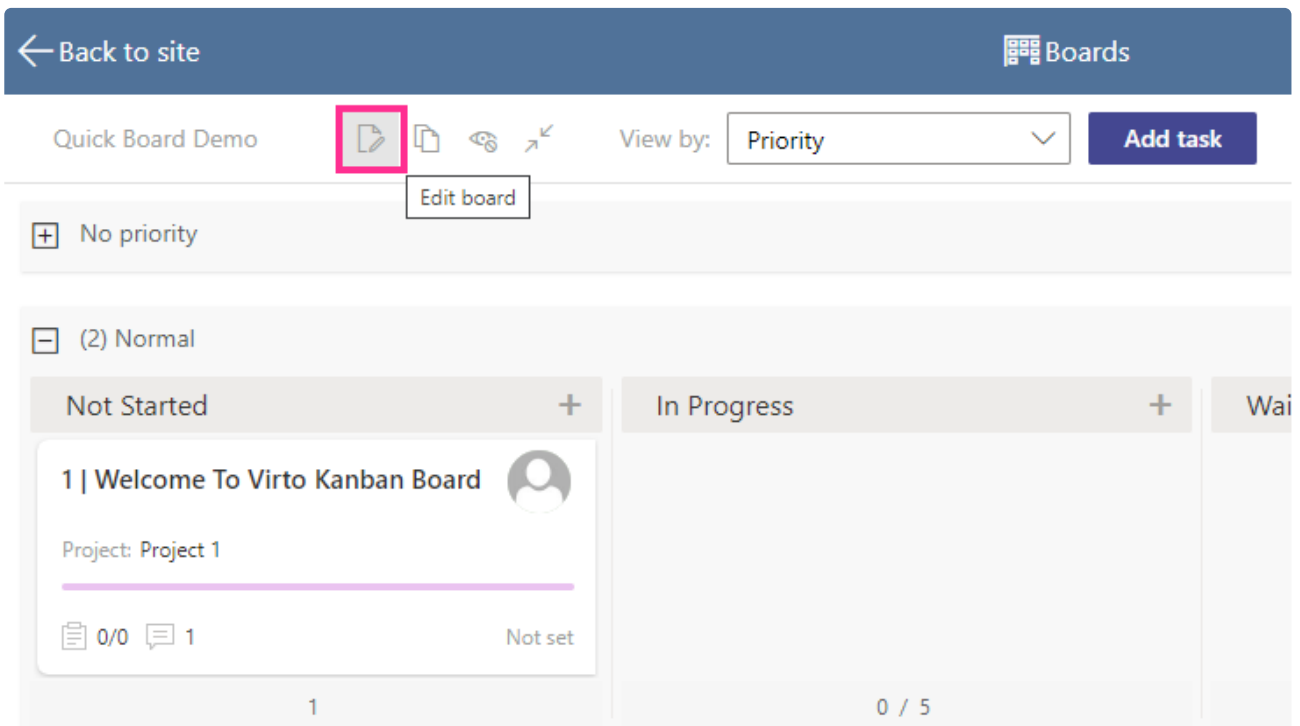 Back to site
Boards
Quick Board Demo
View by:
Priority
Add task
Edit board
No priority
(2) Normal
Not Started +
In Progress +
Wai
1 | Welcome To Virto Kanban Board
Project: Project 1
0/0
1
Not set
1
0 / 5